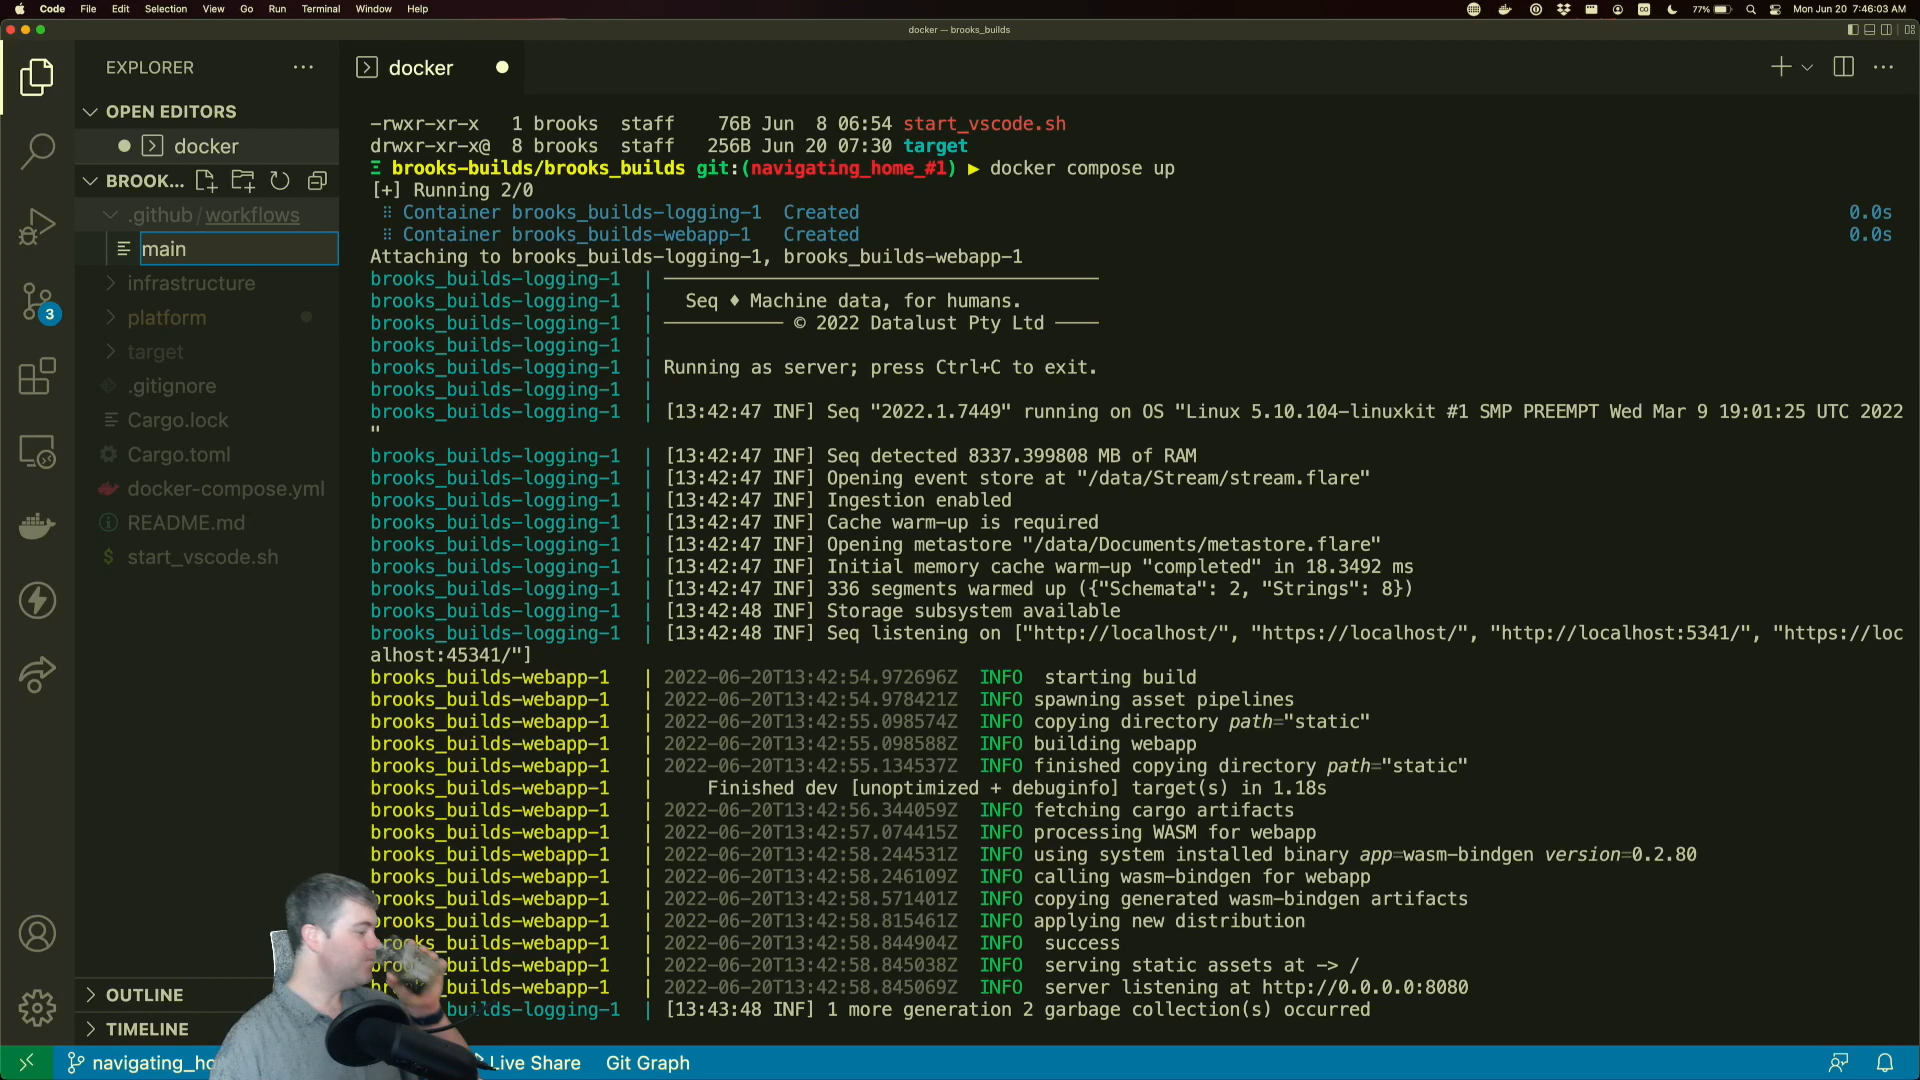 Code File Edit Selection View Go Run Terminal Window Help
77% Mon Jun 20 7:46:03 AM
docker — brooks_builds
EXPLORER
docker
OPEN EDITORS
docker
BROOK...
.github/workflows
main
infrastructure
platform
target
.gitignore
Cargo.lock
Cargo.toml
docker-compose.yml
README.md
start_vscode.sh
3
OUTLINE
TIMELINE
-rwxr-xr-x 1 brooks staff 76B Jun 8 06:54 start_vscode.sh
drwxr-xr-x@ 8 brooks staff 256B Jun 20 07:30 target
Ξ brooks-builds/brooks_builds git:(navigating_home_#1) ▶ docker compose up
[+] Running 2/0
⠿ Container brooks_builds-logging-1 Created 0.0s
⠿ Container brooks_builds-webapp-1 Created 0.0s
Attaching to brooks_builds-logging-1, brooks_builds-webapp-1
brooks_builds-logging-1 | ────────────────────────────────────────
brooks_builds-logging-1 | Seq ♦ Machine data, for humans.
brooks_builds-logging-1 | ─────────── © 2022 Datalust Pty Ltd ────
brooks_builds-logging-1 |
brooks_builds-logging-1 | Running as server; press Ctrl+C to exit.
brooks_builds-logging-1 |
brooks_builds-logging-1 | [13:42:47 INF] Seq "2022.1.7449" running on OS "Linux 5.10.104-linuxkit #1 SMP PREEMPT Wed Mar 9 19:01:25 UTC 2022
"
brooks_builds-logging-1 | [13:42:47 INF] Seq detected 8337.399808 MB of RAM
brooks_builds-logging-1 | [13:42:47 INF] Opening event store at "/data/Stream/stream.flare"
brooks_builds-logging-1 | [13:42:47 INF] Ingestion enabled
brooks_builds-logging-1 | [13:42:47 INF] Cache warm-up is required
brooks_builds-logging-1 | [13:42:47 INF] Opening metastore "/data/Documents/metastore.flare"
brooks_builds-logging-1 | [13:42:47 INF] Initial memory cache warm-up "completed" in 18.3492 ms
brooks_builds-logging-1 | [13:42:47 INF] 336 segments warmed up ({"Schemata": 2, "Strings": 8})
brooks_builds-logging-1 | [13:42:48 INF] Storage subsystem available
brooks_builds-logging-1 | [13:42:48 INF] Seq listening on ["http://localhost/", "https://localhost/", "http://localhost:5341/", "https://loc
alhost:45341/"]
brooks_builds-webapp-1 | 2022-06-20T13:42:54.972696Z INFO starting build
brooks_builds-webapp-1 | 2022-06-20T13:42:54.978421Z INFO spawning asset pipelines
brooks_builds-webapp-1 | 2022-06-20T13:42:55.098574Z INFO copying directory path="static"
brooks_builds-webapp-1 | 2022-06-20T13:42:55.098588Z INFO building webapp
brooks_builds-webapp-1 | 2022-06-20T13:42:55.134537Z INFO finished copying directory path="static"
brooks_builds-webapp-1 | Finished dev [unoptimized + debuginfo] target(s) in 1.18s
brooks_builds-webapp-1 | 2022-06-20T13:42:56.344059Z INFO fetching cargo artifacts
brooks_builds-webapp-1 | 2022-06-20T13:42:57.074415Z INFO processing WASM for webapp
brooks_builds-webapp-1 | 2022-06-20T13:42:58.244531Z INFO using system installed binary app=wasm-bindgen version=0.2.80
brooks_builds-webapp-1 | 2022-06-20T13:42:58.246109Z INFO calling wasm-bindgen for webapp
brooks_builds-webapp-1 | 2022-06-20T13:42:58.571401Z INFO copying generated wasm-bindgen artifacts
brooks_builds-webapp-1 | 2022-06-20T13:42:58.815461Z INFO applying new distribution
brooks_builds-webapp-1 | 2022-06-20T13:42:58.844904Z INFO success
brooks_builds-webapp-1 | 2022-06-20T13:42:58.845038Z INFO serving static assets at -> /
builds-webapp-1 | 2022-06-20T13:42:58.845069Z INFO server listening at http://0.0.0.0:8080
builds-logging-1 | [13:43:48 INF] 1 more generation 2 garbage collection(s) occurred
navigating_ho Live Share Git Graph